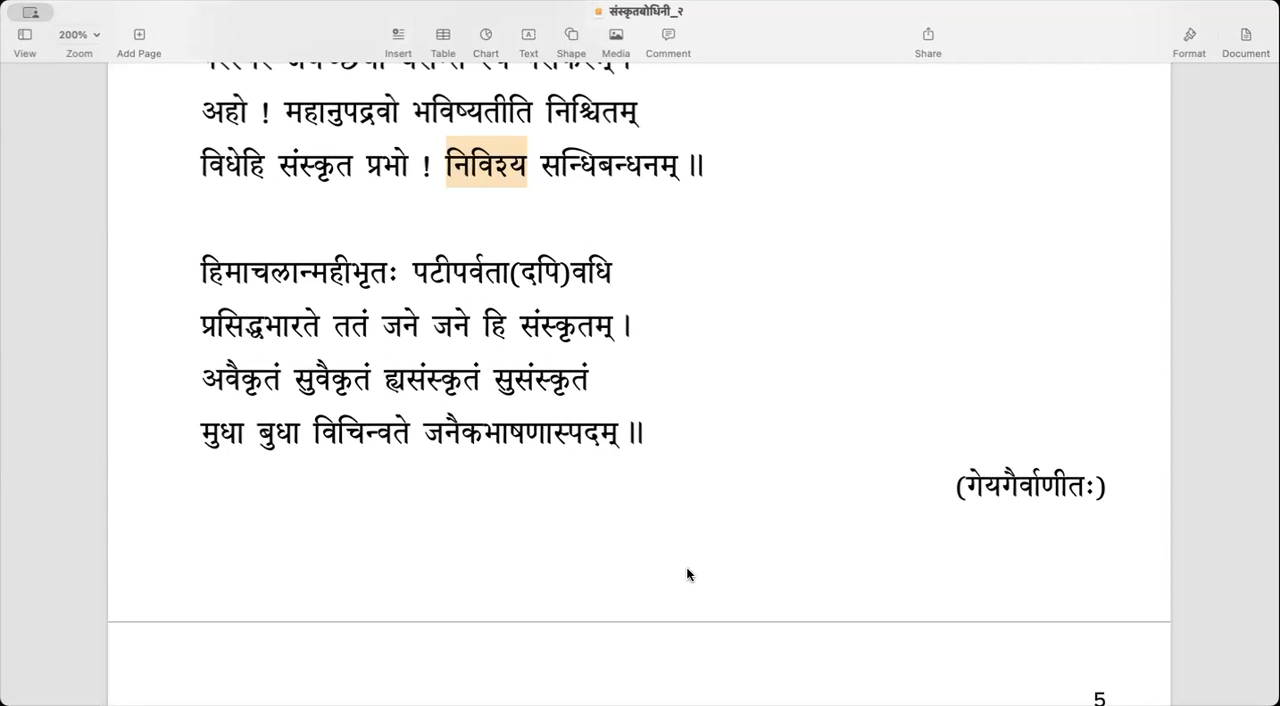 संस्कृतबोधिनी_२
200%
View
Zoom
Add Page
Insert
Table
Chart
Text
Shape
Media
Comment
Share
Format
Document
अहो ! महानुपद्रवो भविष्यतीति निश्चितम्
विधेहि संस्कृत प्रभो ! निविश्य सन्धिबन्धनम् ॥
हिमाचलान्महीभृतः पटीपर्वता(दपि)वधि
प्रसिद्धभारते ततं जने जने हि संस्कृतम् ।
अवैकृतं सुवैकृतं ह्यसंस्कृतं सुसंस्कृतं
मुधा बुधा विचिन्वते जनैकभाषणास्पदम् ॥
(गेयगैर्वाणीतः)
5